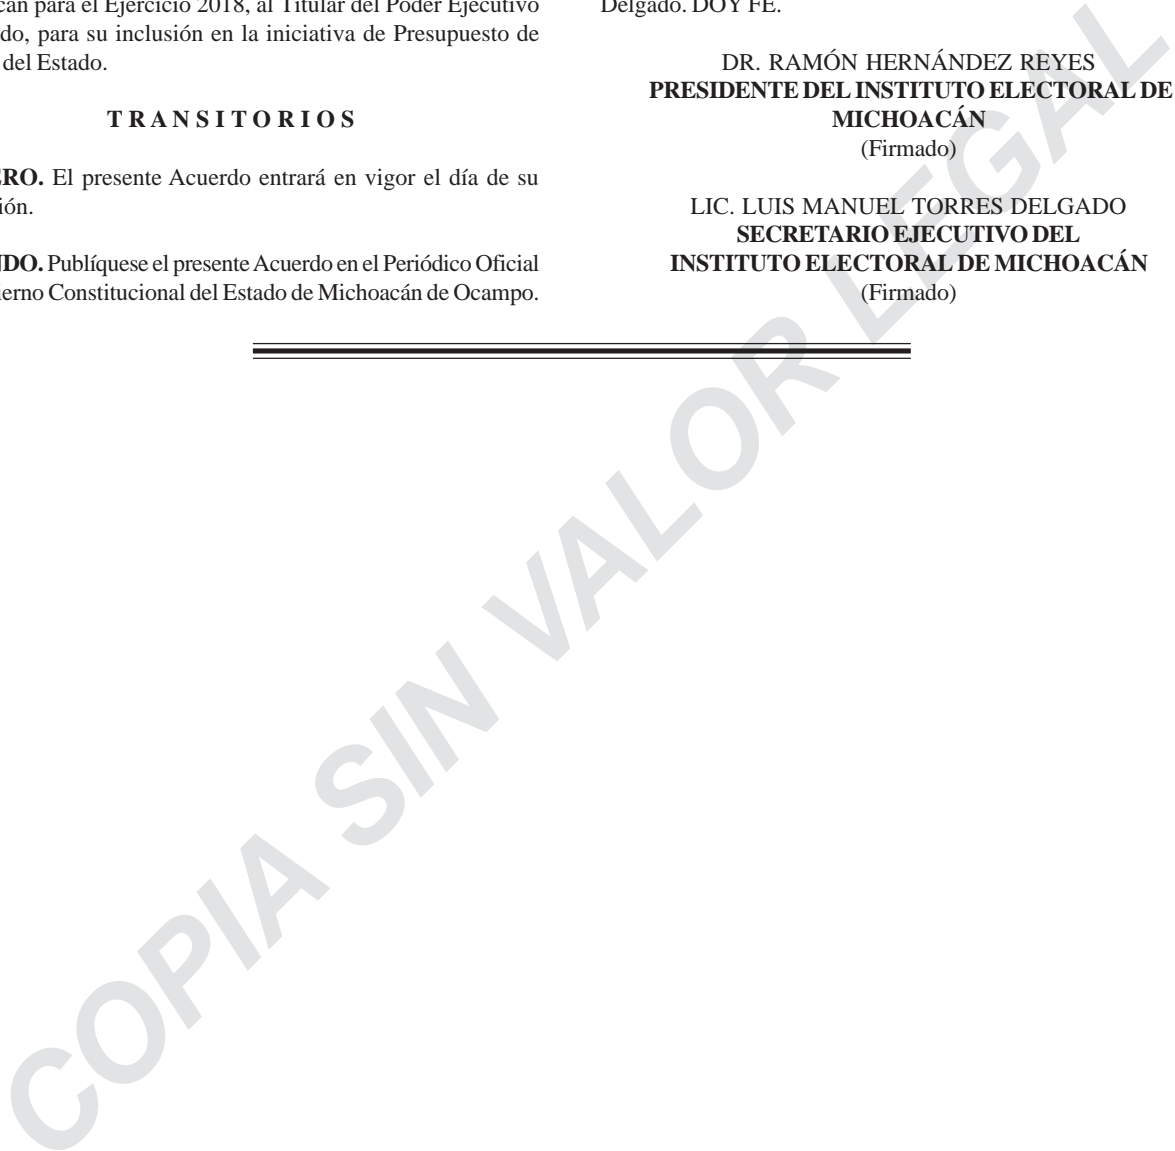 cán para el Ejercicio 2018, al Titular del Poder Ejecutivo
do, para su inclusión en la iniciativa de Presupuesto de
del Estado.
T R A N S I T O R I O S
ERO. El presente Acuerdo entrará en vigor el día de su
ión.
NDO. Publíquese el presente Acuerdo en el Periódico Oficial
ierno Constitucional del Estado de Michoacán de Ocampo.
Delgado. DOY FE.
DR. RAMÓN HERNÁNDEZ REYES
PRESIDENTE DEL INSTITUTO ELECTORAL DE
MICHOACÁN
(Firmado)
LIC. LUIS MANUEL TORRES DELGADO
SECRETARIO EJECUTIVO DEL
INSTITUTO ELECTORAL DE MICHOACÁN
(Firmado)
COPIA SIN VALOR LEGAL